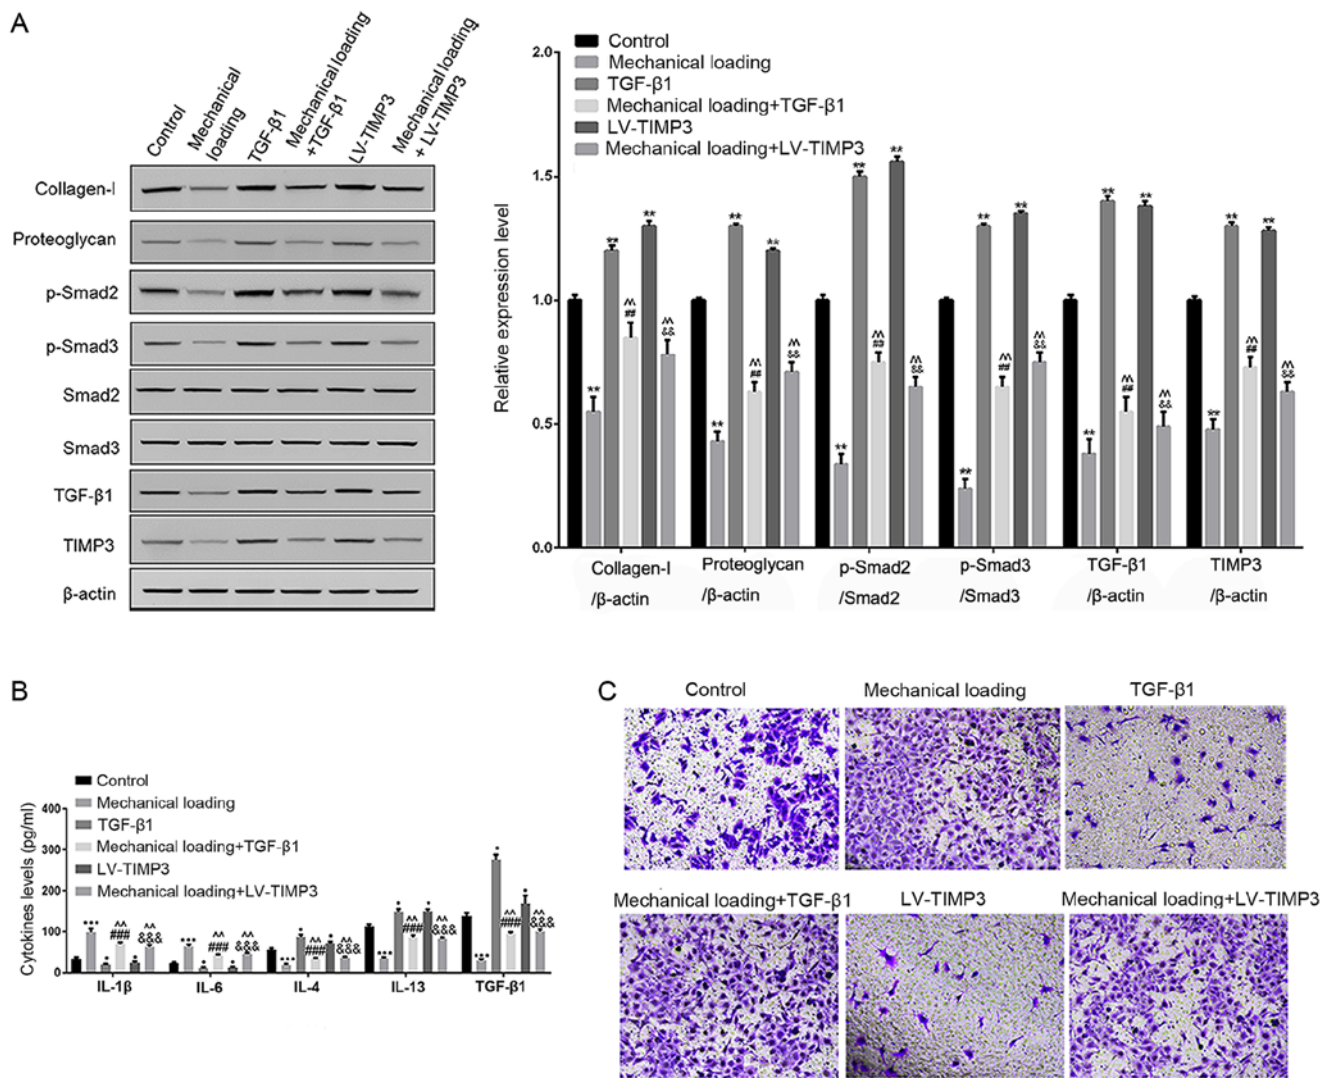 A
Control
Mechanical
loading
TGF-β1
Mechanical loading
+TGF-β1
LV-TIMP3
Mechanical loading
+ LV-TIMP3
Collagen-I
Proteoglycan
p-Smad2
p-Smad3
Smad2
Smad3
TGF-β1
TIMP3
β-actin
Control
Mechanical loading
TGF-β1
Mechanical loading+TGF-β1
LV-TIMP3
Mechanical loading+LV-TIMP3
Relative expression level
2.0
1.5
1.0
0.5
0.0
** ** ^^ ## ** ^^ &&
** ** ^^ ## ** ^^ &&
** ** ^^ ## ** ^^ &&
** ** ^^ ## ** ^^ &&
** ** ^^ ## ** ^^ &&
** ** ^^ ## ** ^^ &&
Collagen-I
/β-actin
Proteoglycan
/β-actin
p-Smad2
/Smad2
p-Smad3
/Smad3
TGF-β1
/β-actin
TIMP3
/β-actin
B
Control
Mechanical loading
TGF-β1
Mechanical loading+TGF-β1
LV-TIMP3
Mechanical loading+LV-TIMP3
Cytokines levels (pg/ml)
400
300
200
100
0
*** * ^^ ### * ^^ &&&
*** * ^^ ### * ^^ &&&
*** * ^^ ### * ^^ &&&
*** * ^^ ### * ^^ &&&
*** * ^^ ### * ^^ &&&
IL-1β
IL-6
IL-4
IL-13
TGF-β1
C
Control
Mechanical loading
TGF-β1
Mechanical loading+TGF-β1
LV-TIMP3
Mechanical loading+LV-TIMP3